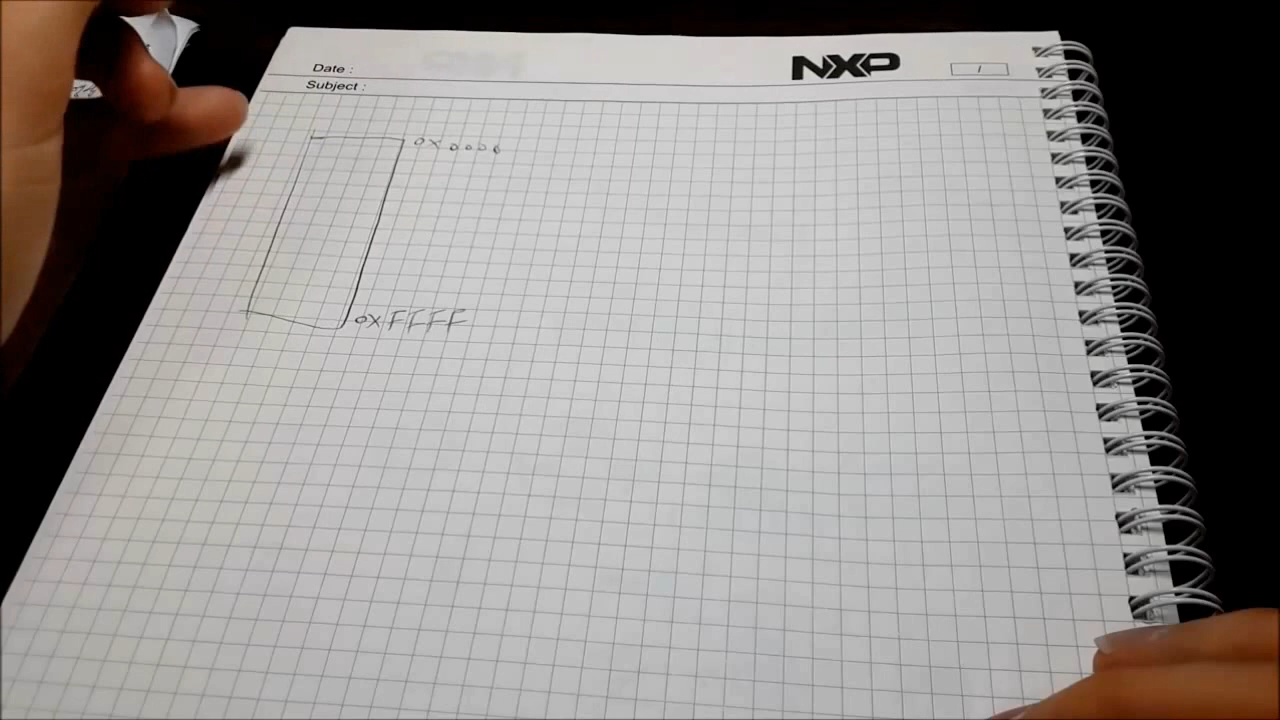 NXP
Date :
/
Subject :
0x0000
0xFFFF